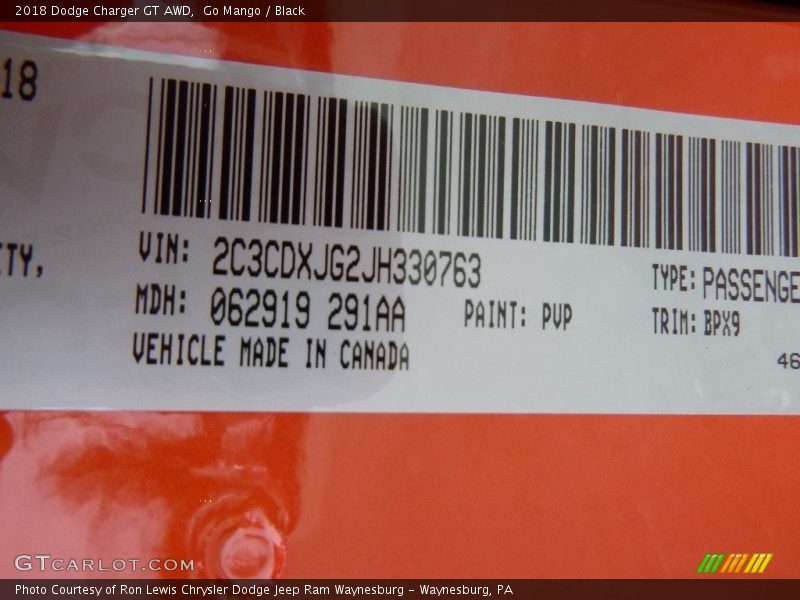 2018 Dodge Charger GT AWD,  Go Mango / Black
18
VIN: 2C3CDXJG2JH330763
TYPE: PASSENGE
MDH: 062919 291AA
PAINT: PVP
TRIM: BPX9
VEHICLE MADE IN CANADA
46
GTCARLOT.COM
Photo Courtesy of Ron Lewis Chrysler Dodge Jeep Ram Waynesburg – Waynesburg, PA